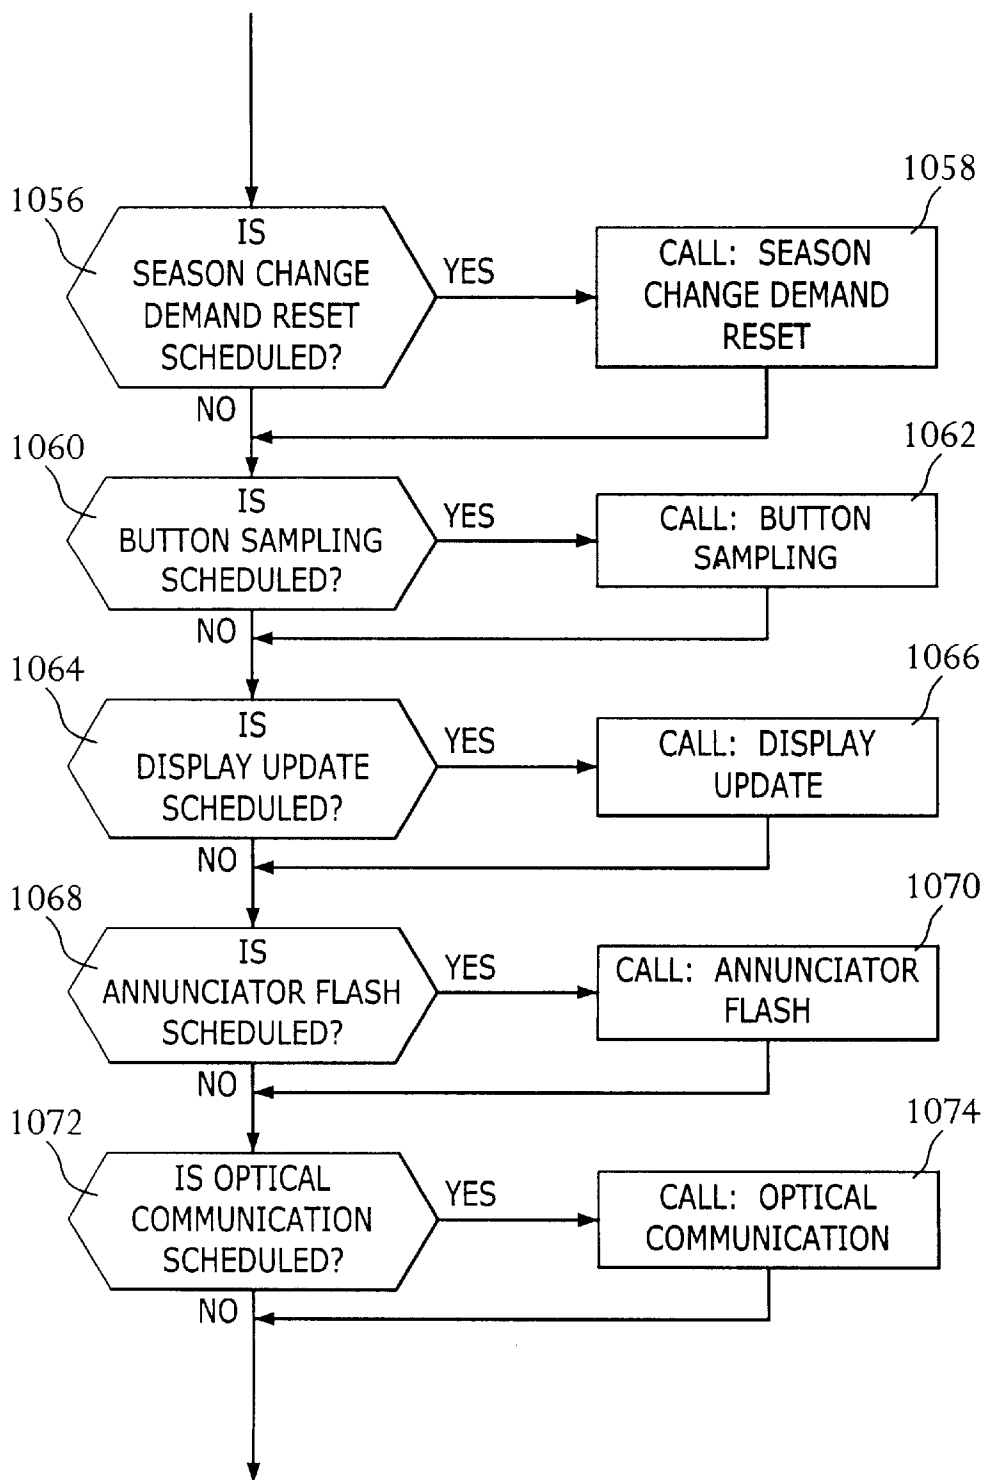 1056
IS
SEASON CHANGE
DEMAND RESET
SCHEDULED?
YES
1058
CALL: SEASON
CHANGE DEMAND
RESET
NO
1060
IS
BUTTON SAMPLING
SCHEDULED?
YES
1062
CALL: BUTTON
SAMPLING
NO
1064
IS
DISPLAY UPDATE
SCHEDULED?
YES
1066
CALL: DISPLAY
UPDATE
NO
1068
IS
ANNUNCIATOR FLASH
SCHEDULED?
YES
1070
CALL: ANNUNCIATOR
FLASH
NO
1072
IS OPTICAL
COMMUNICATION
SCHEDULED?
YES
1074
CALL: OPTICAL
COMMUNICATION
NO